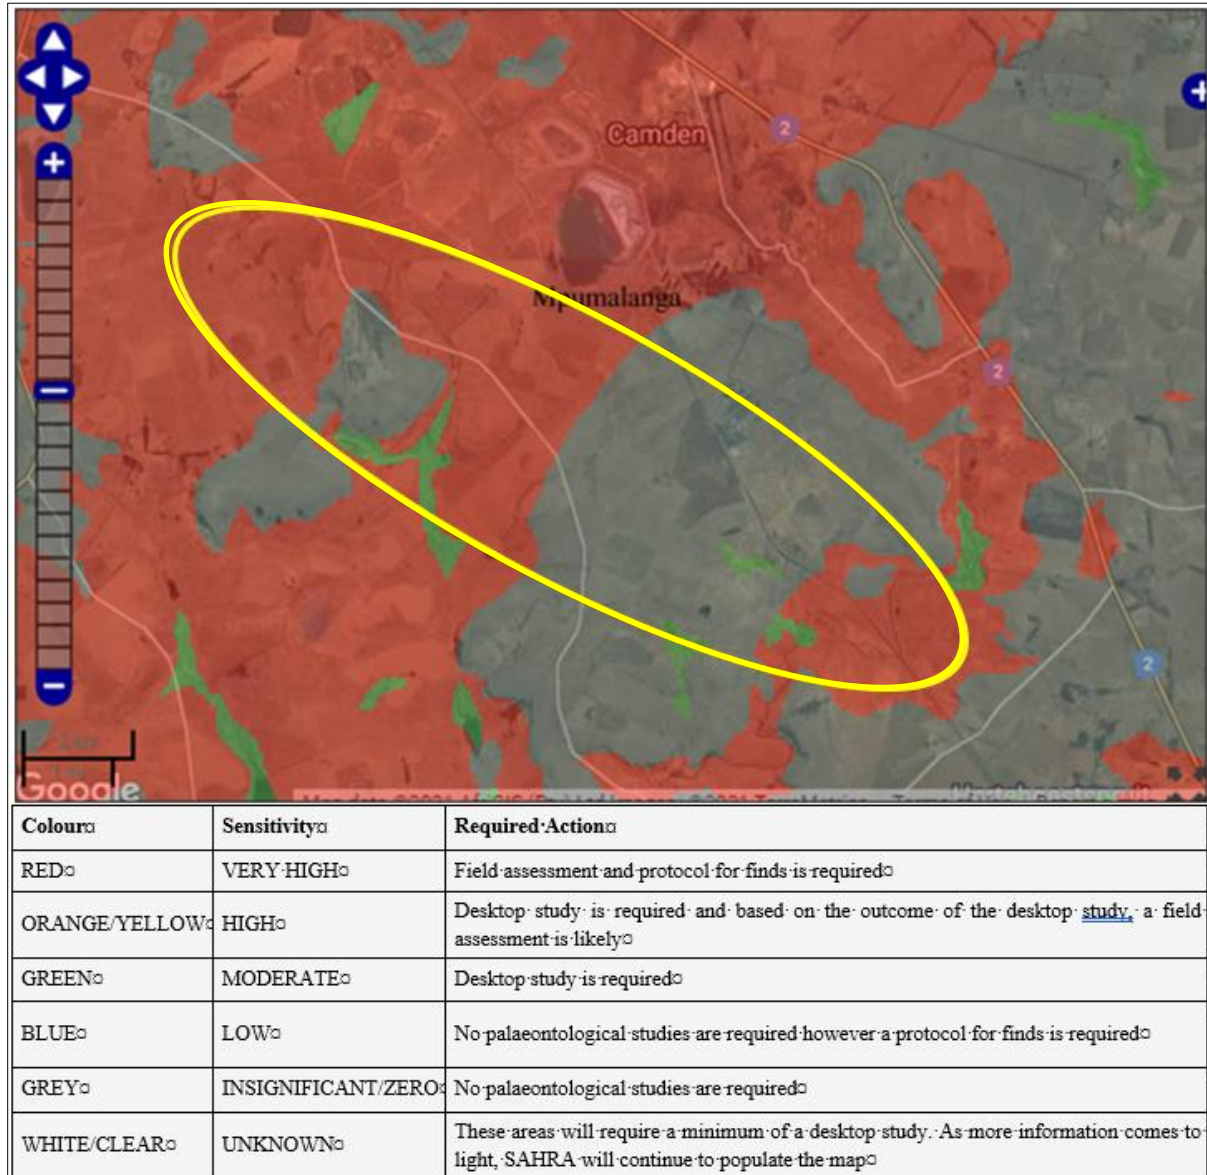 Camden
2
Mpumalanga
2
2
Google
Colour¤ Sensitivity¤ Required·Action¤
RED¤ VERY·HIGH¤ Field·assessment·and·protocol·for·finds·is·required¤
ORANGE/YELLOW¤ HIGH¤ Desktop· study· is· required· and· based· on· the· outcome· of· the· desktop· study,· a· field·
assessment·is·likely¤
GREEN¤ MODERATE¤ Desktop·study·is·required¤
BLUE¤ LOW¤ No·palaeontological·studies·are·required·however·a·protocol·for·finds·is·required¤
GREY¤ INSIGNIFICANT/ZERO¤ No·palaeontological·studies·are·required¤
WHITE/CLEAR¤ UNKNOWN¤ These·areas·will·require·a·minimum·of·a·desktop·study.·As·more·information·comes·to·
light,·SAHRA·will·continue·to·populate·the·map¤